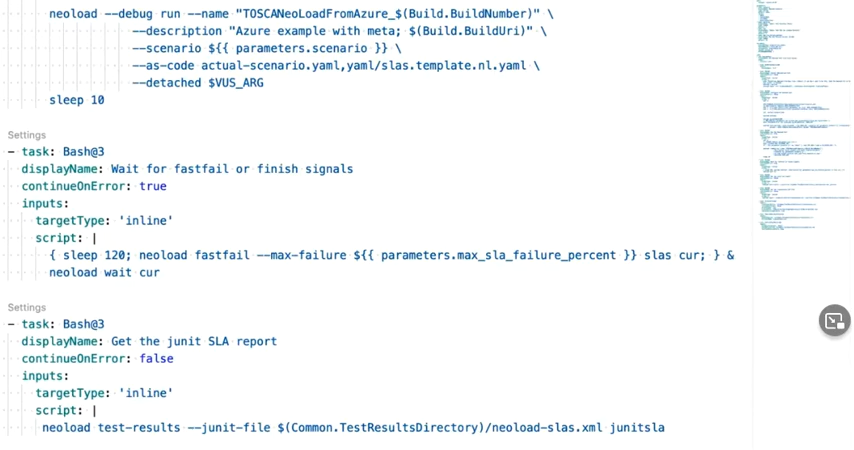 neoload --debug run --name "TOSCANeoLoadFromAzure_$(Build.BuildNumber)" \
--description "Azure example with meta; $(Build.BuildUri)" \
--scenario ${{ parameters.scenario }} \
--as-code actual-scenario.yaml,yaml/slas.template.nl.yaml \
--detached $VUS_ARG
sleep 10
Settings
- task: Bash@3
displayName: Wait for fastfail or finish signals
continueOnError: true
inputs:
targetType: 'inline'
script: |
{ sleep 120; neoload fastfail --max-failure ${{ parameters.max_sla_failure_percent }} slas cur; } &
neoload wait cur
Settings
- task: Bash@3
displayName: Get the junit SLA report
continueOnError: false
inputs:
targetType: 'inline'
script: |
neoload test-results --junit-file $(Common.TestResultsDirectory)/neoload-slas.xml junitsla